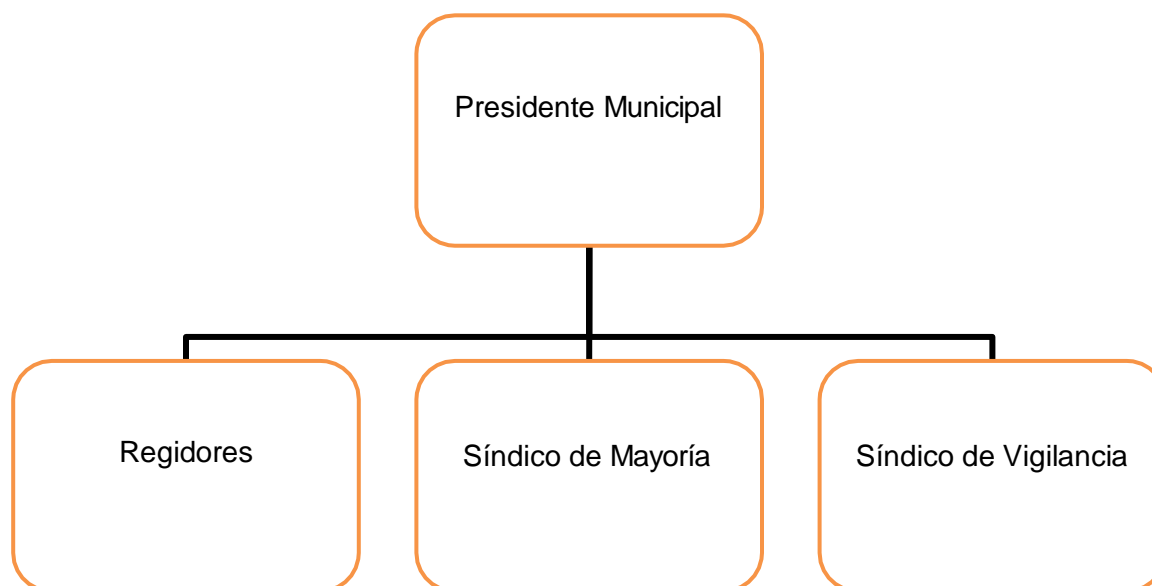 Presidente Municipal
Regidores
Síndico de Mayoría
Síndico de Vigilancia